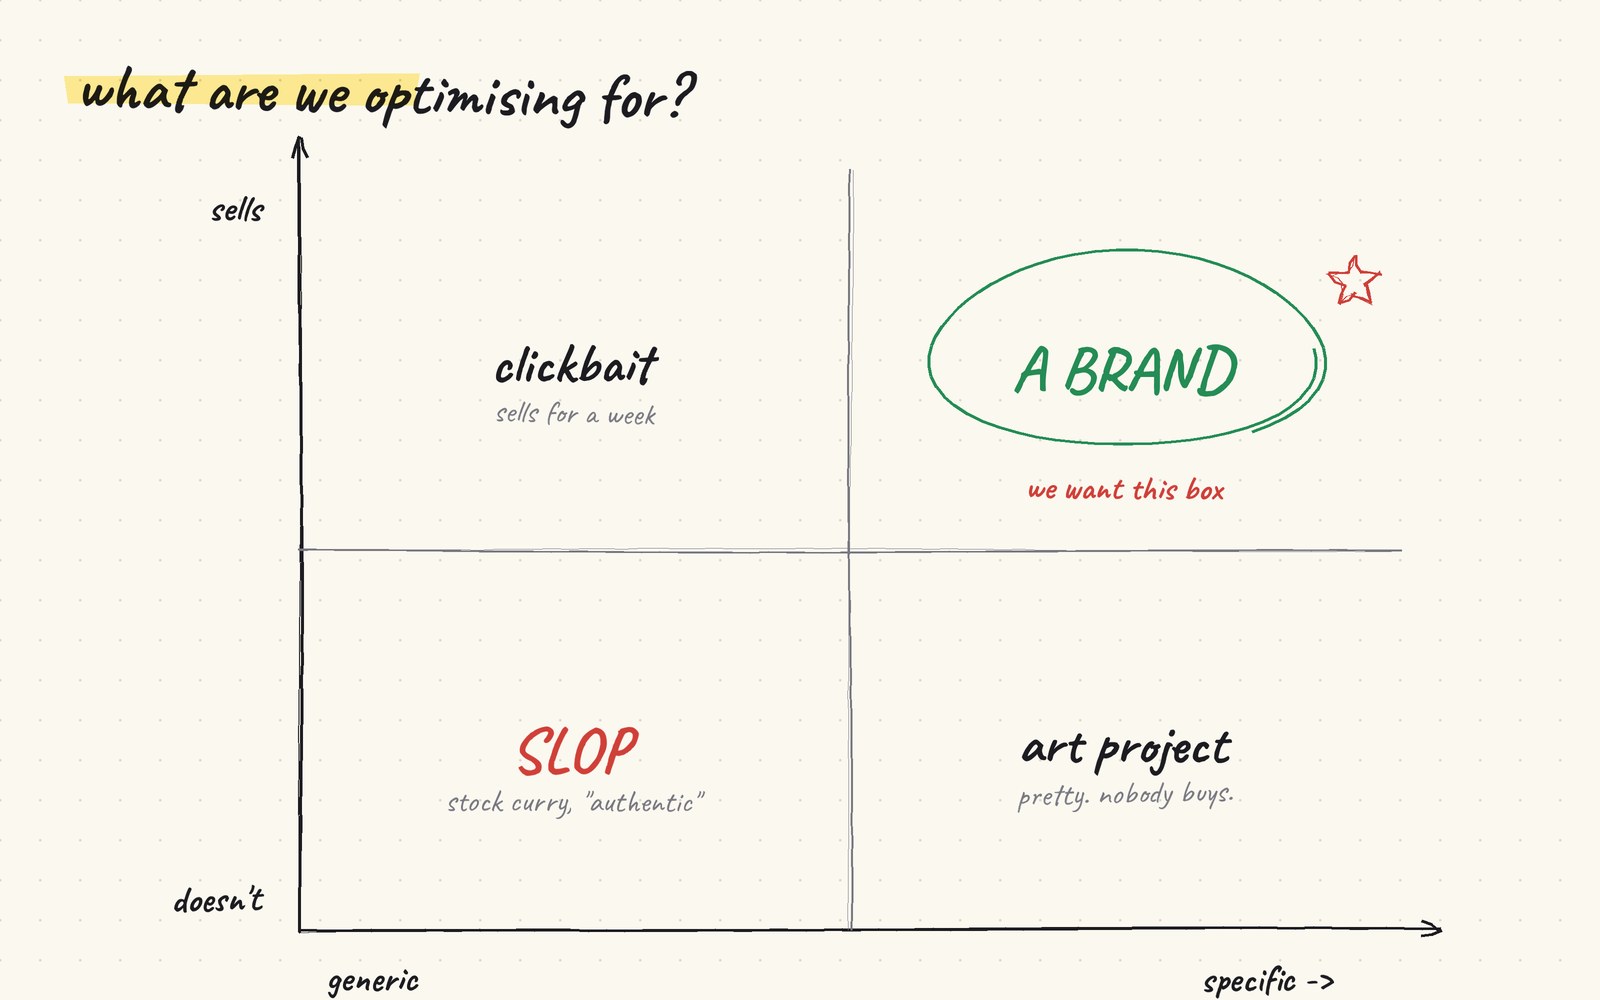 what are we optimising for?
sells
clickbait
sells for a week
A BRAND
we want this box
SLOP
stock curry, "authentic"
art project
pretty. nobody buys.
doesn't
generic
specific ->